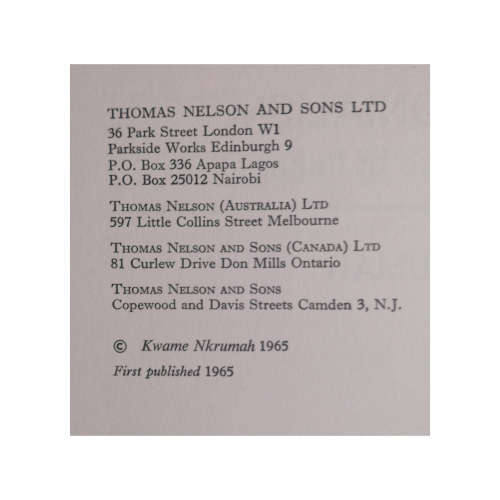 THOMAS NELSON AND SONS LTD
36 Park Street London W1
Parkside Works Edinburgh 9
P.O. Box 336 Apapa Lagos
P.O. Box 25012 Nairobi
THOMAS NELSON (AUSTRALIA) LTD
597 Little Collins Street Melbourne
THOMAS NELSON AND SONS (CANADA) LTD
81 Curlew Drive Don Mills Ontario
THOMAS NELSON AND SONS
Copewood and Davis Streets Camden 3, N.J.
© Kwame Nkrumah 1965
First published 1965